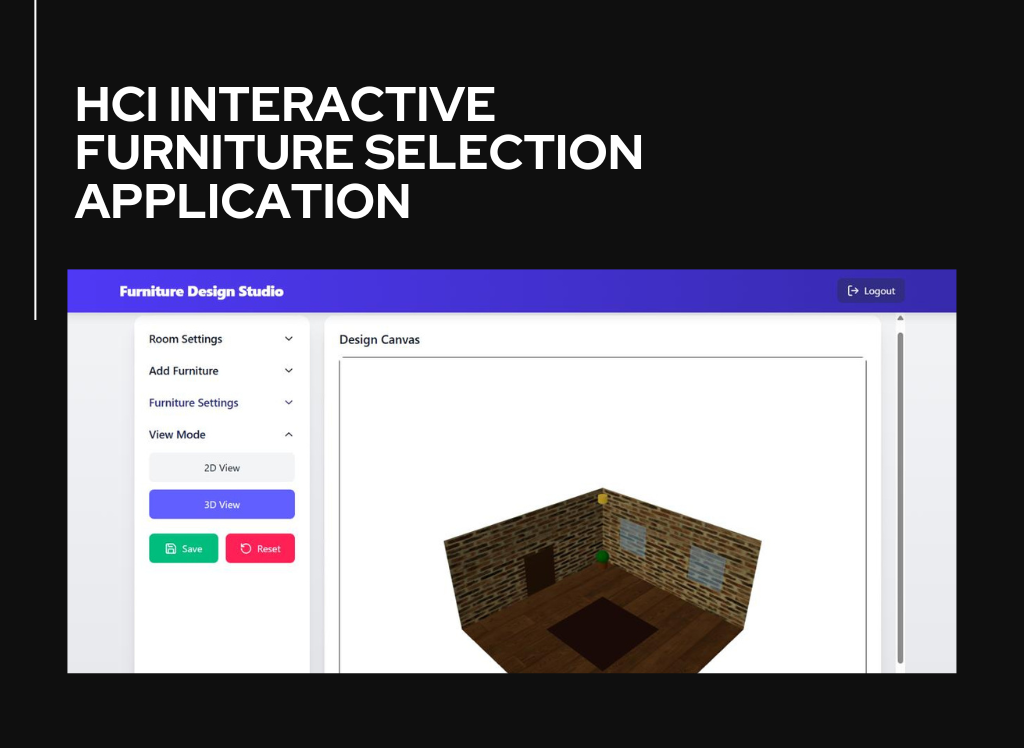 HCI INTERACTIVE
FURNITURE SELECTION
APPLICATION
Furniture Design Studio
Logout
Room Settings
Design Canvas
Add Furniture
Furniture Settings
View Mode
2D View
3D View
Save
Reset